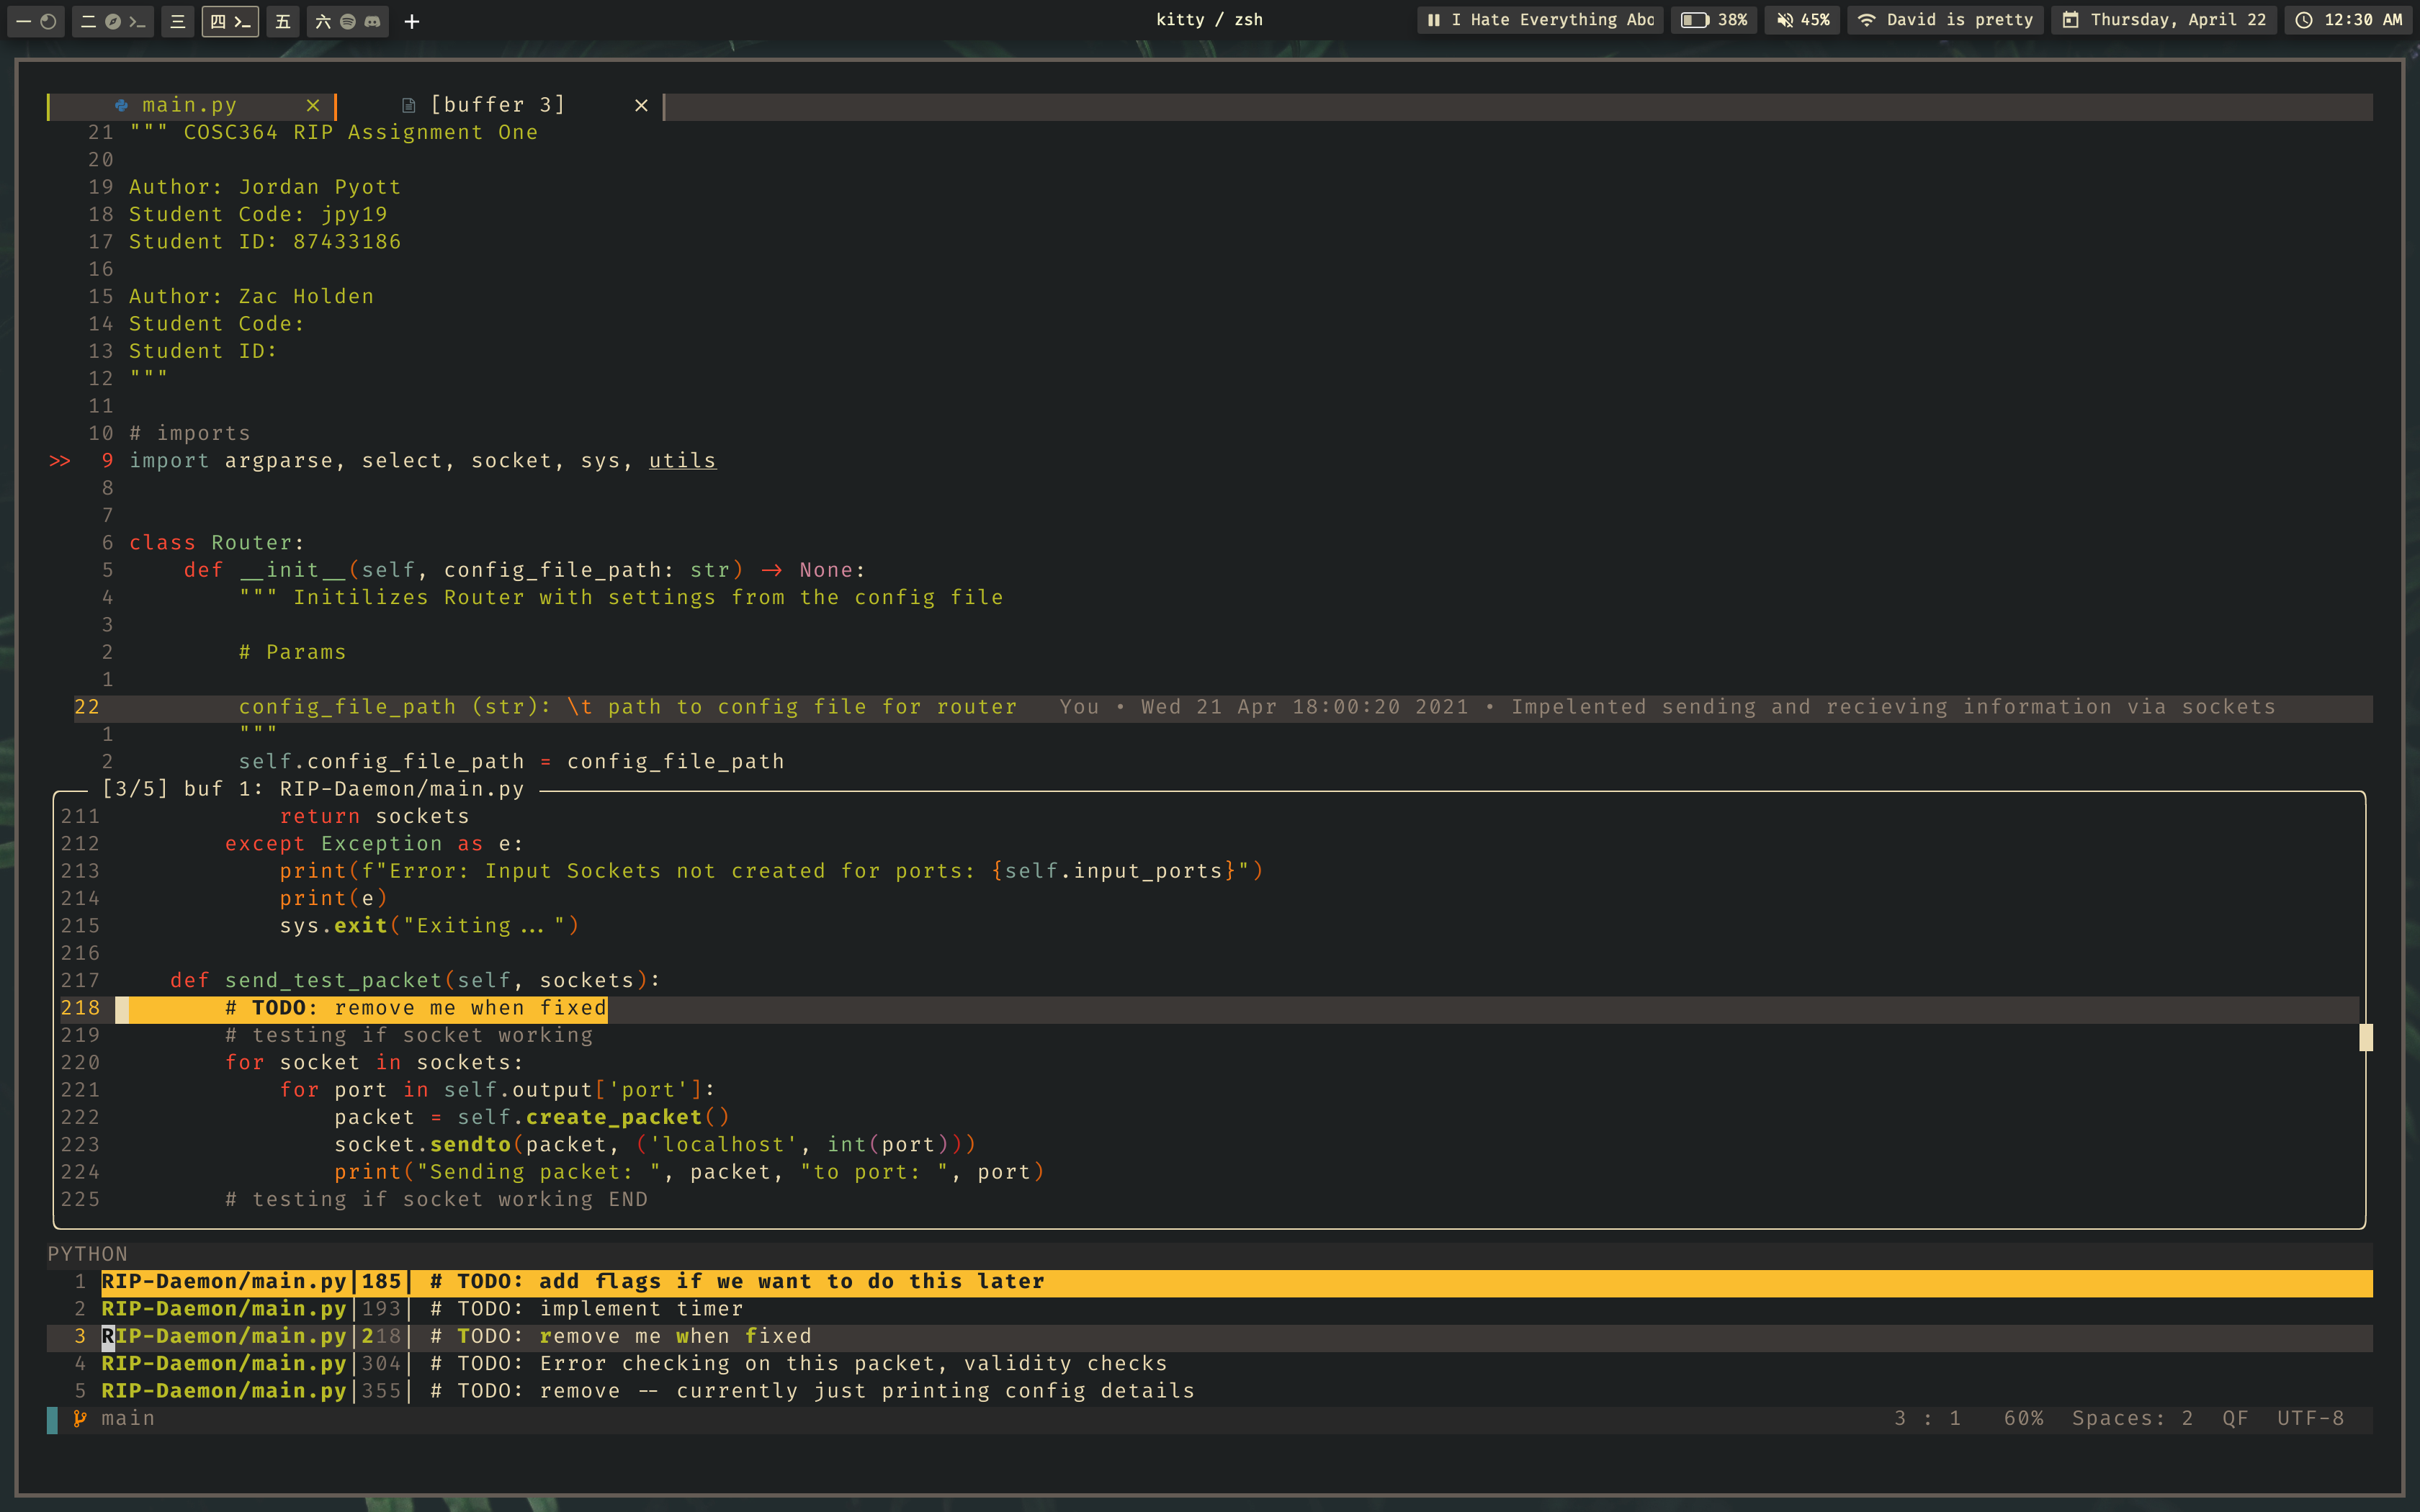 一 二 三 四 五 六 +
kitty / zsh
I Hate Everything Abo 38% 45% David is pretty Thursday, April 22 12:30 AM
main.py × [buffer 3] ×
21 """ COSC364 RIP Assignment One
20
19 Author: Jordan Pyott
18 Student Code: jpy19
17 Student ID: 87433186
16
15 Author: Zac Holden
14 Student Code:
13 Student ID:
12 """
11
10 # imports
>> 9 import argparse, select, socket, sys, utils
8
7
6 class Router:
5 def __init__(self, config_file_path: str) → None:
4 """ Initilizes Router with settings from the config file
3
2 # Params
1
22 config_file_path (str): \t path to config file for router You • Wed 21 Apr 18:00:20 2021 • Impelented sending and recieving information via sockets
1 """
2 self.config_file_path = config_file_path
[3/5] buf 1: RIP-Daemon/main.py
211 return sockets
212 except Exception as e:
213 print(f"Error: Input Sockets not created for ports: {self.input_ports}")
214 print(e)
215 sys.exit("Exiting...")
216
217 def send_test_packet(self, sockets):
218 # TODO: remove me when fixed
219 # testing if socket working
220 for socket in sockets:
221 for port in self.output['port']:
222 packet = self.create_packet()
223 socket.sendto(packet, ('localhost', int(port)))
224 print("Sending packet: ", packet, "to port: ", port)
225 # testing if socket working END
PYTHON
1 RIP-Daemon/main.py|185| # TODO: add flags if we want to do this later
2 RIP-Daemon/main.py|193| # TODO: implement timer
3 RIP-Daemon/main.py|218| # TODO: remove me when fixed
4 RIP-Daemon/main.py|304| # TODO: Error checking on this packet, validity checks
5 RIP-Daemon/main.py|355| # TODO: remove -- currently just printing config details
main 3 : 1 60% Spaces: 2 QF UTF-8